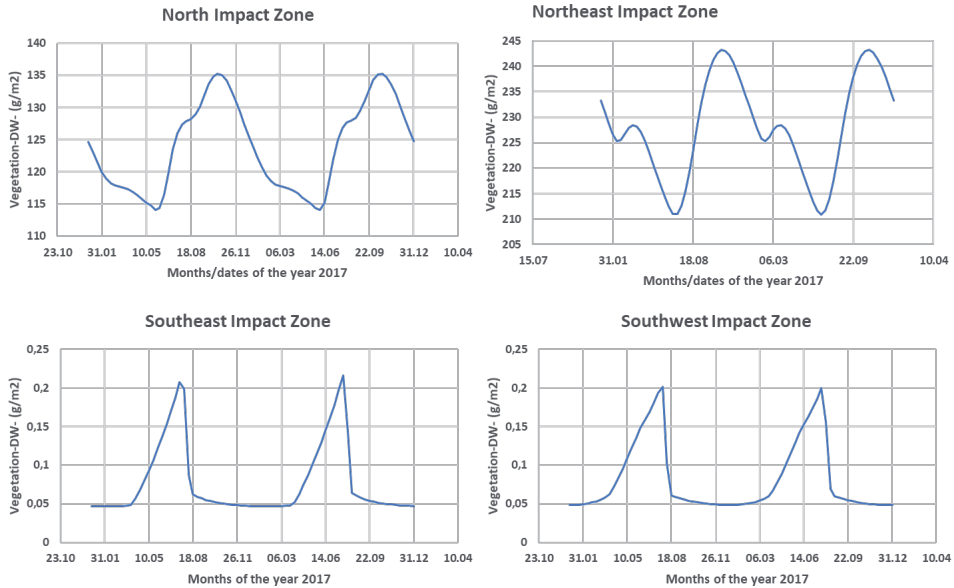 North Impact Zone
Vegetation-DW- (g/m2)
140
135
130
125
120
115
110
23.10 31.01 10.05 18.08 26.11 06.03 14.06 22.09 31.12 10.04
Months/dates of the year 2017
Northeast Impact Zone
Vegetation-DW- (g/m2)
245
240
235
230
225
220
215
210
205
15.07 31.01 18.08 06.03 22.09 10.04
Months/dates of the year 2017
Southeast Impact Zone
Vegetation-DW- (g/m2)
0,25
0,2
0,15
0,1
0,05
0
23.10 31.01 10.05 18.08 26.11 06.03 14.06 22.09 31.12 10.04
Months of the year 2017
Southwest Impact Zone
Vegetation-DW- (g/m2)
0,25
0,2
0,15
0,1
0,05
0
23.10 31.01 10.05 18.08 26.11 06.03 14.06 22.09 31.12 10.04
Months of the year 2017